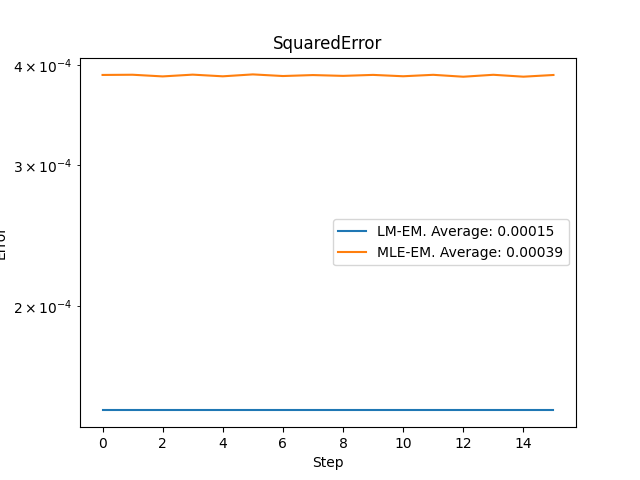 SquaredError
4 × 10⁻⁴
3 × 10⁻⁴
2 × 10⁻⁴
Error
LM-EM. Average: 0.00015
MLE-EM. Average: 0.00039
0 2 4 6 8 10 12 14
Step